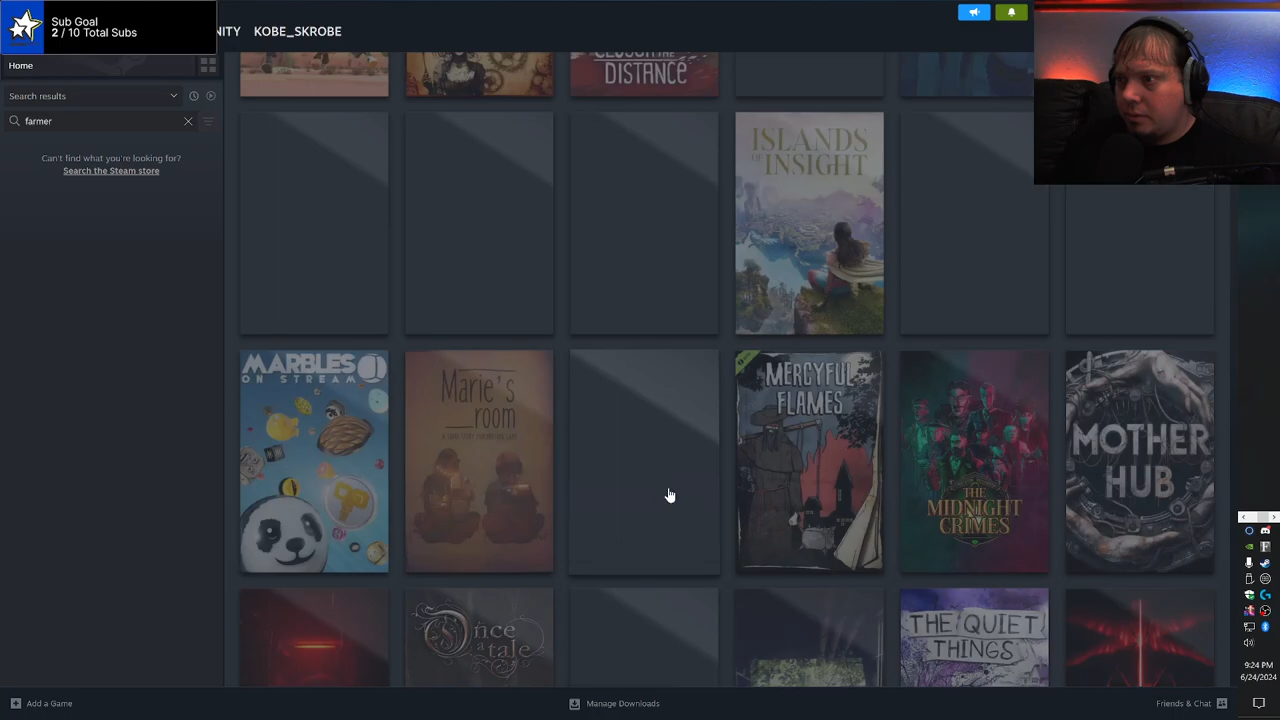 Sub Goal
2 / 10 Total Subs
NITY KOBE_SKROBE
Home
Search results
farmer
Can't find what you're looking for?
Search the Steam store
DISTANCE
ISLANDS
OF INSIGHT
MARBLES
ON STREAM
Marie's
room
MERCYFUL
FLAMES
THE
MIDNIGHT
CRIMES
MOTHER
HUB
Once
a tale
THE QUIET
THINGS
9:24 PM
6/24/2024
Add a Game
Manage Downloads
Friends & Chat